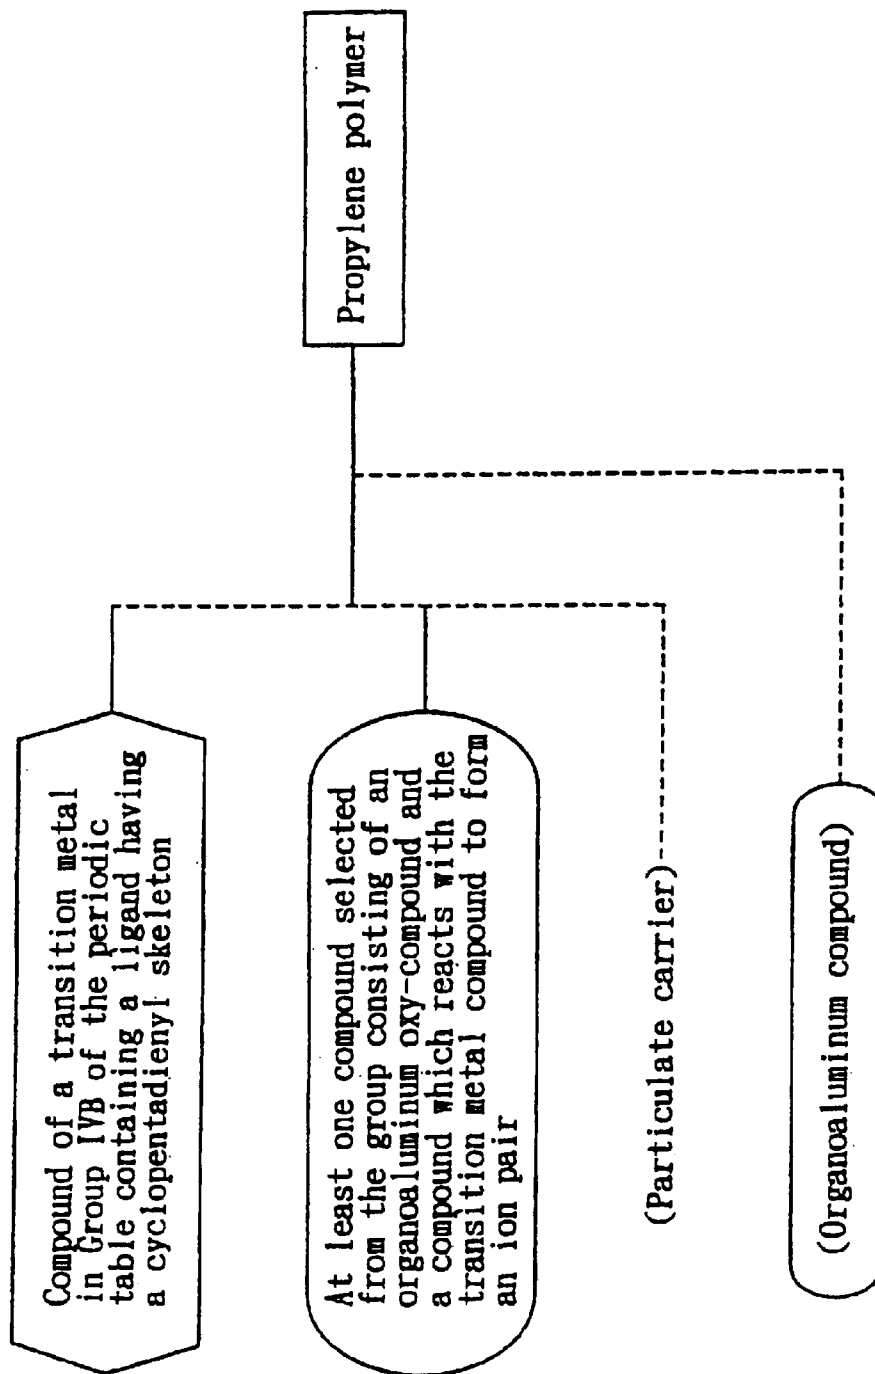 Compound of a transition metal
in Group IVB of the periodic
table containing a ligand having
a cyclopentadienyl skeleton
At least one compound selected
from the group consisting of an
organoaluminum oxy-compound and
a compound which reacts with the
transition metal compound to form
an ion pair
(Particulate carrier)
(Organoaluminum compound)
Propylene polymer